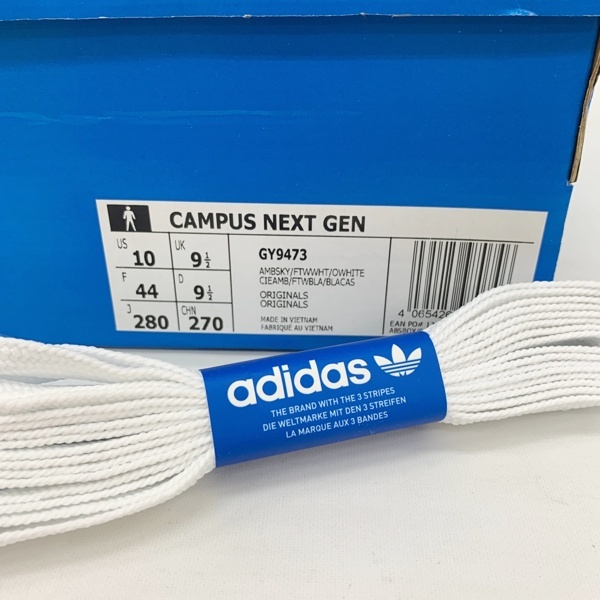 CAMPUS NEXT GEN
US 10 UK 9½
F 44 D 9½
J 280 CHN 270
GY9473
AMBSKY/FTWWHT/OWHITE
CIEAMB/FTWBLA/BLACAS
ORIGINALS
ORIGINALS
MADE IN VIETNAM
FABRIQUÉ AU VIETNAM
4 065426
EAN PO#
adidas
THE BRAND WITH THE 3 STRIPES
DIE WELTMARKE MIT DEN 3 STREIFEN
LA MARQUE AUX 3 BANDES